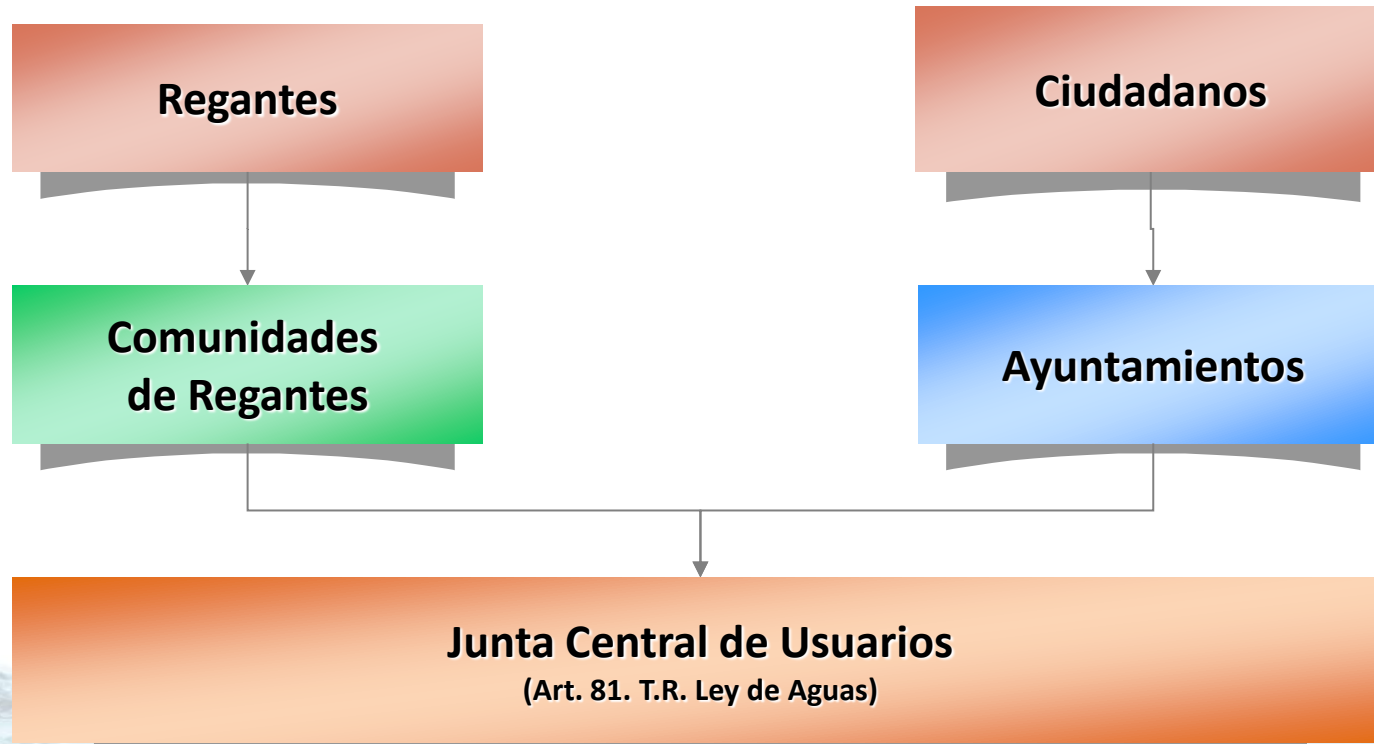 Regantes
Ciudadanos
Comunidades
de Regantes
Ayuntamientos
Junta Central de Usuarios
(Art. 81. T.R. Ley de Aguas)